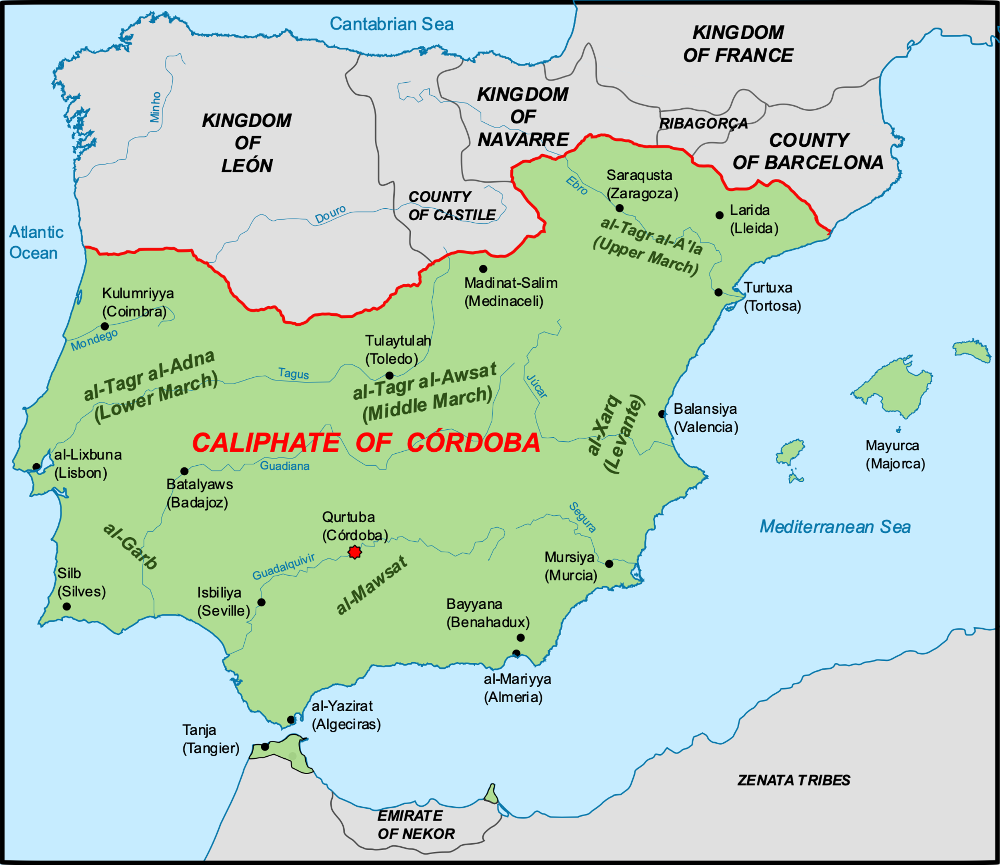 Cantabrian Sea
KINGDOM
OF FRANCE
Minho
KINGDOM
OF
LEÓN
KINGDOM
OF
NAVARRE
RIBAGORÇA
COUNTY
OF BARCELONA
Ebro
Saraqusta
(Zaragoza)
COUNTY
OF CASTILE
Douro
Larida
(Lleida)
Atlantic
Ocean
al-Tagr al-A'la
(Upper March)
Madinat-Salim
(Medinaceli)
Kulumriyya
(Coimbra)
Mondego
Turtuxa
(Tortosa)
Tulaytulah
(Toledo)
al-Tagr al-Adna
(Lower March)
Tagus
al-Tagr al-Awsat
(Middle March)
Júcar
al-Xarq
(Levante)
Balansiya
(Valencia)
CALIPHATE OF CÓRDOBA
Mayurca
(Majorca)
al-Lixbuna
(Lisbon)
Guadiana
Batalyaws
(Badajoz)
Qurtuba
(Córdoba)
Segura
Mediterranean Sea
al-Garb
Guadalquivir
al-Mawsat
Mursiya
(Murcia)
Silb
(Silves)
Isbiliya
(Seville)
Bayyana
(Benahadux)
al-Mariyya
(Almeria)
al-Yazirat
(Algeciras)
Tanja
(Tangier)
ZENATA TRIBES
EMIRATE
OF NEKOR